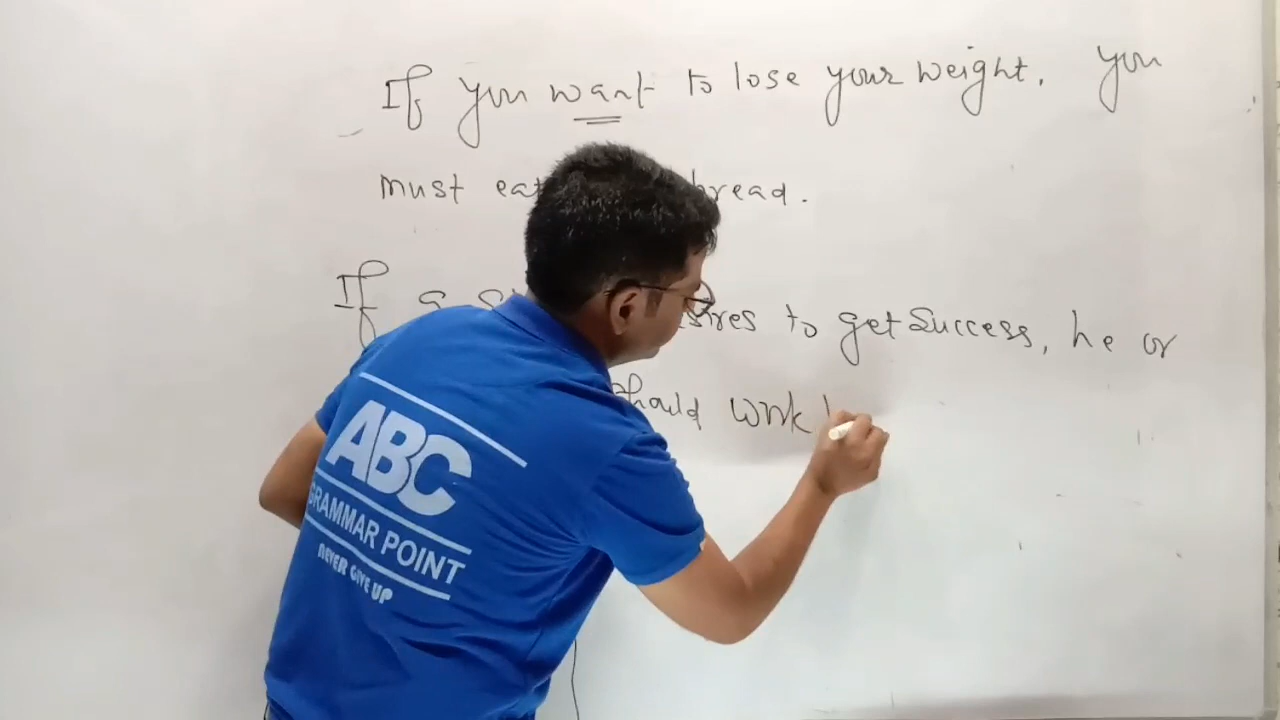 If you want to lose your weight. you
must eat bread.
If a desires to get success, he or
should work
ABC
GRAMMAR POINT
NEVER GIVE UP